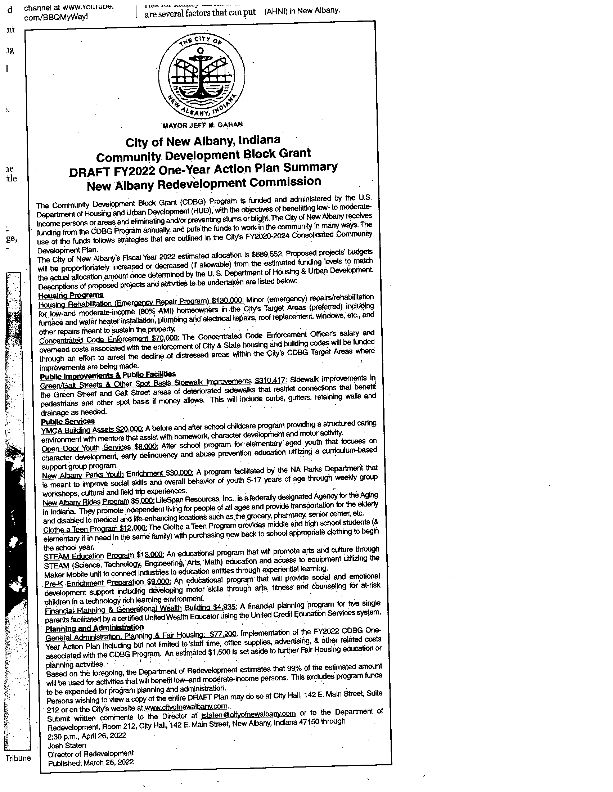 d
channel at www.youtube.
com/BBQMyWay!
are several factors that can put
(AHNI) in New Albany.
THE CITY OF
NEW ALBANY, INDIANA
MAYOR JEFF M. GAHAN
City of New Albany, Indiana
Community Development Block Grant
DRAFT FY2022 One-Year Action Plan Summary
New Albany Redevelopment Commission
The Community Development Block Grant (CDBG) Program is funded and administered by the U.S.
Department of Housing and Urban Development (HUD), with the objectives of benefitting low- to moderate-
income persons or areas and eliminating and/or preventing slums or blight. The City of New Albany receives
funding from the CDBG Program annually, and puts the funds to work in the community in many ways. The
use of the funds follows strategies that are outlined in the City's FY2020-2024 Consolidated Community
Development Plan.
The City of New Albany's Fiscal Year 2022 estimated allocation is $689,552. Proposed projects' budgets
will be proportionately increased or decreased (if allowable) from the estimated funding levels to match
the actual allocation amount once determined by the U. S. Department of Housing & Urban Development.
Descriptions of proposed projects and activities to be undertaken are listed below:
Housing Programs
Housing Rehabilitation (Emergency Repair Program) $130,000: Minor (emergency) repairs/rehabilitation
for low-and moderate-income (80% AMI) homeowners in the City's Target Areas (preferred) including
furnace and water heater installation, plumbing and electrical repairs, roof replacement, windows, etc., and
other repairs meant to sustain the property.
Concentrated Code Enforcement $70,000: The Concentrated Code Enforcement Officer's salary and
overhead costs associated with the enforcement of City & State housing and building codes will be funded
through an effort to arrest the decline of distressed areas within the City's CDBG Target Areas where
improvements are being made.
Public Improvements & Public Facilities
Green/Galt Streets & Other Spot Basis Sidewalk Improvements $310,417: Sidewalk improvements in
the Green Street and Galt Street areas of deteriorated sidewalks that restrict connections that benefit
pedestrians and other spot basis if money allows. This will include curbs, gutters, retaining walls and
drainage as needed.
Public Services
YMCA Building Assets $20,000: A before and after school childcare program providing a structured caring
environment with mentors that assist with homework, character development and motor activity.
Open Door Youth Services $8,000: After school program for elementary aged youth that focuses on
character development, early delinquency and abuse prevention education utilizing a curriculum-based
support group program.
New Albany Parks Youth Enrichment $30,000: A program facilitated by the NA Parks Department that
is meant to improve social skills and overall behavior of youth 5-17 years of age through weekly group
workshops, cultural and field trip experiences.
New Albany Rides Program $5,000: LifeSpan Resources, Inc., is a federally designated Agency for the Aging
in Indiana. They promote independent living for people of all ages and provide transportation for the elderly
and disabled to medical and life-enhancing locations such as the grocery, pharmacy, senior center, etc.
Clothe a Teen Program $12,000: The Clothe a Teen Program provides middle and high school students (&
elementary if in need in the same family) with purchasing new back to school appropriate clothing to begin
the school year.
STEAM Education Program $13,000: An educational program that will promote arts and culture through
STEAM (Science, Technology, Engineering, Arts, Math) education and access to equipment utilizing the
Maker Mobile unit to connect industries to education entities through experiential learning.
Pre-K Enrichment Preparation $9,000: An educational program that will provide social and emotional
development support including developing motor skills through arts, fitness and counseling for at-risk
children in a technology rich learning environment.
Financial Planning & Generational Wealth Building $4,935: A financial planning program for five single
parents facilitated by a certified United Wealth Educator using the United Credit Education Services system.
Planning and Administration
General Administration, Planning & Fair Housing: $77,200. Implementation of the FY2022 CDBG One-
Year Action Plan including but not limited to staff time, office supplies, advertising, & other related costs
associated with the CDBG Program. An estimated $1,500 is set aside to further Fair Housing education or
planning activities.
Based on the foregoing, the Department of Redevelopment estimates that 99% of the estimated amount
will be used for activities that will benefit low-and moderate-income persons. This excludes program funds
to be expended for program planning and administration.
Persons wishing to view a copy of the entire DRAFT Plan may do so at City Hall, 142 E. Main Street, Suite
212 or on the City's website at www.cityofnewalbany.com.
Submit written comments to the Director at jstaten@cityofnewalbany.com or to the Department of
Redevelopment, Room 212, City Hall, 142 E. Main Street, New Albany, Indiana 47150 through
2:30 p.m., April 26, 2022
Josh Staten
Director of Redevelopment
Published: March 26, 2022
Tribune